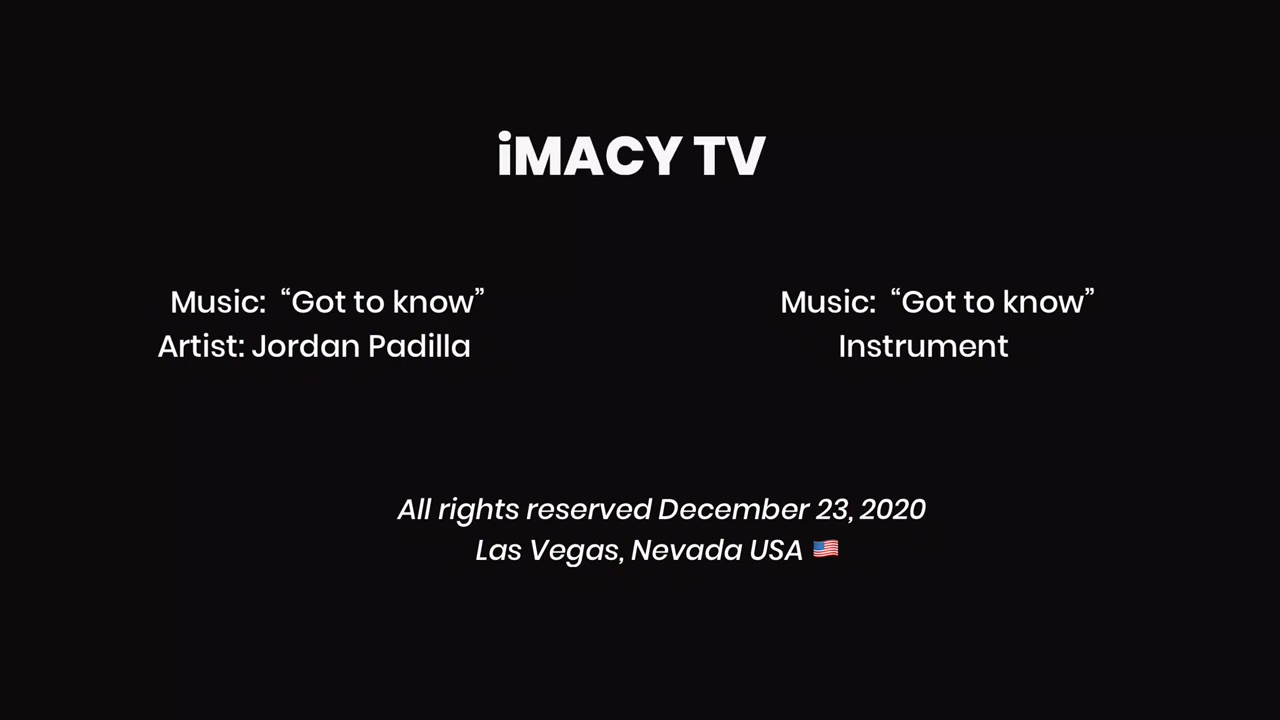 iMACY TV
Music: “Got to know”
Artist: Jordan Padilla
Music: “Got to know”
Instrument
All rights reserved December 23, 2020
Las Vegas, Nevada USA 🇺🇸